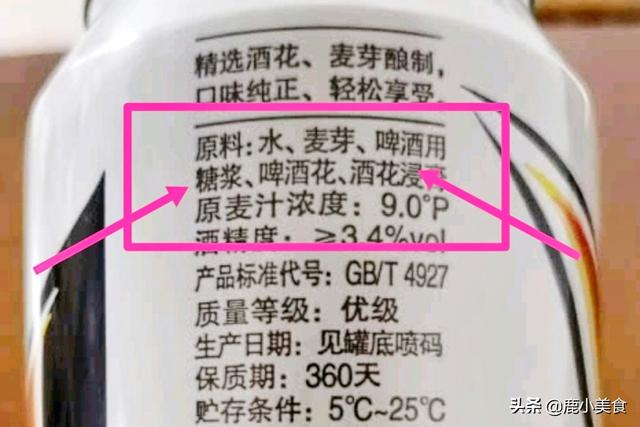 精选酒花、麦芽酿制，
口味纯正、轻松享受。
原料：水、麦芽、啤酒用
糖浆、啤酒花、酒花浸膏
原麦汁浓度：9.0°P
酒精度：≥3.4%vol
产品标准代号：GB/T 4927
质量等级：优级
生产日期：见罐底喷码
保质期：360天
贮存条件：5℃~25℃
头条 @鹿小美食